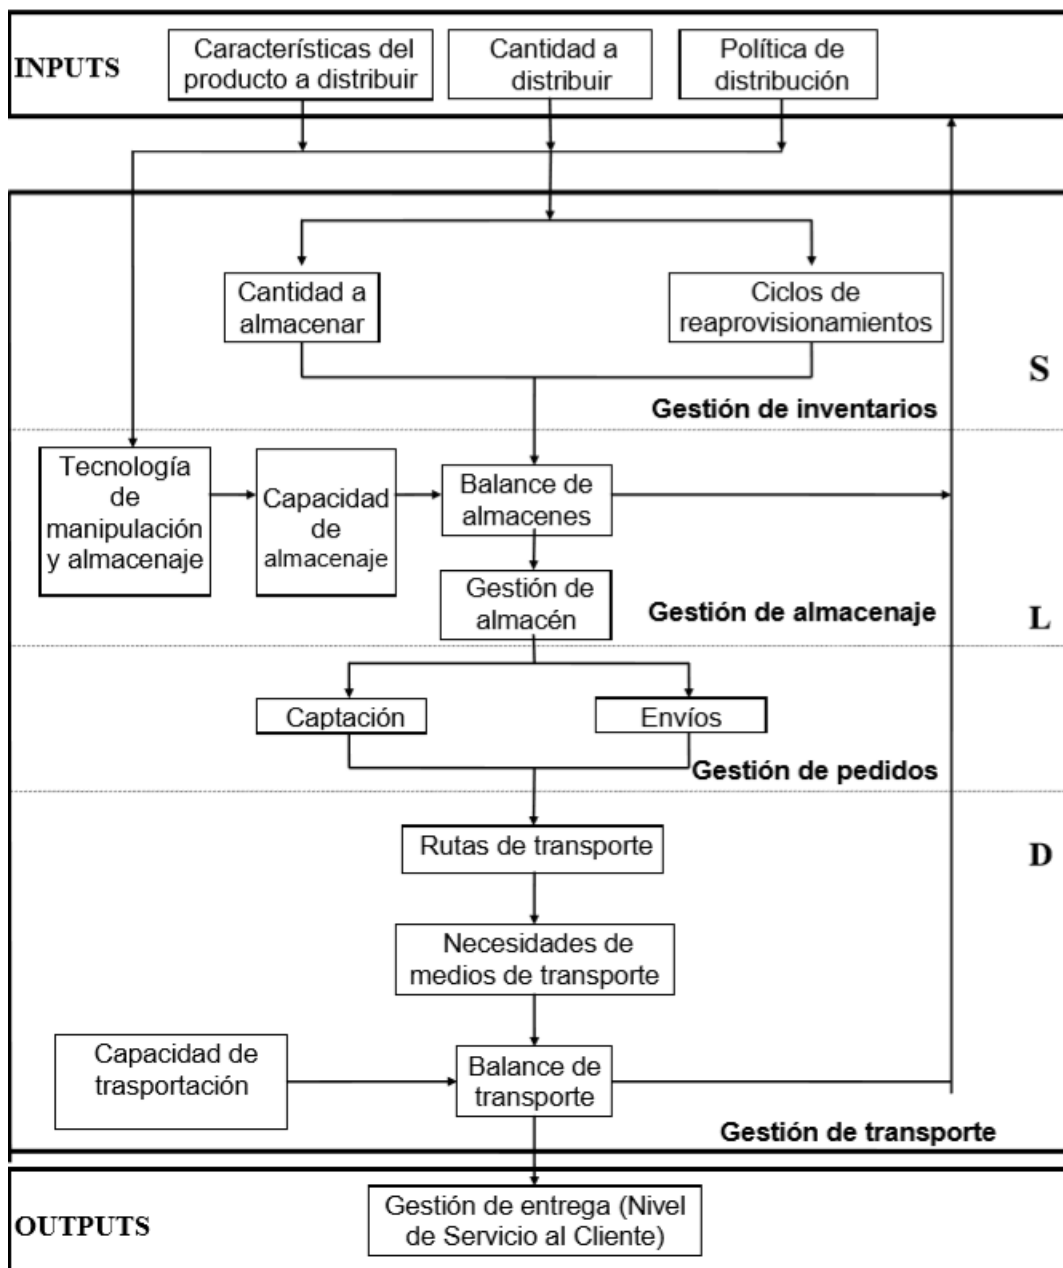 INPUTS
Características del
producto a distribuir
Cantidad a
distribuir
Política de
distribución
Cantidad a
almacenar
Ciclos de
reaprovisionamientos
S
Gestión de inventarios
Tecnología
de
manipulación
y almacenaje
Capacidad
de
almacenaje
Balance de
almacenes
Gestión de
almacén
Gestión de almacenaje
L
Captación
Envíos
Gestión de pedidos
Rutas de transporte
D
Necesidades de
medios de transporte
Capacidad de
trasportación
Balance de
transporte
Gestión de transporte
OUTPUTS
Gestión de entrega (Nivel
de Servicio al Cliente)